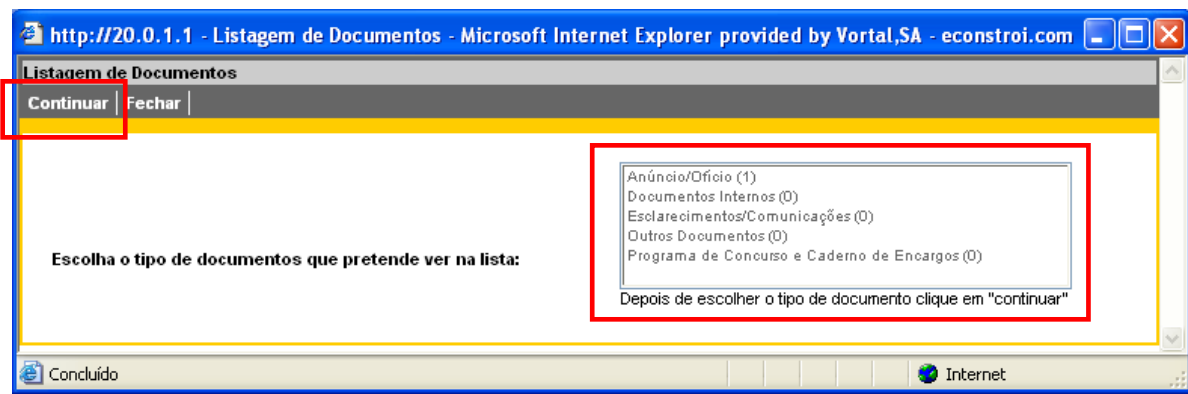 http://20.0.1.1 - Listagem de Documentos - Microsoft Internet Explorer provided by Vortal,SA - econstroi.com
Listagem de Documentos
Continuar Fechar
Anúncio/Ofício (1)
Documentos Internos (0)
Esclarecimentos/Comunicações (0)
Outros Documentos (0)
Programa de Concurso e Caderno de Encargos (0)
Escolha o tipo de documentos que pretende ver na lista:
Depois de escolher o tipo de documento clique em "continuar"
Concluído Internet